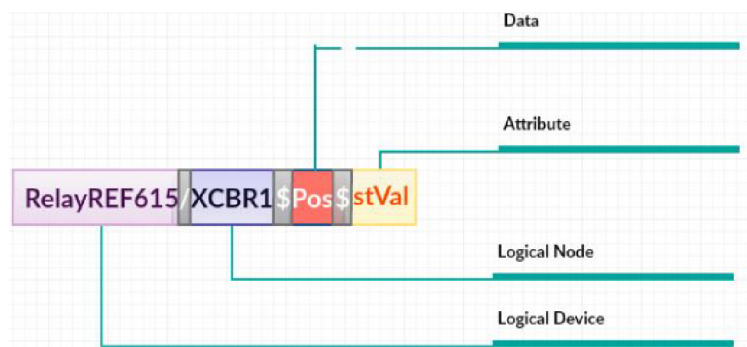 Data
Attribute
RelayREF615/XCBR1$Pos$stVal
Logical Node
Logical Device